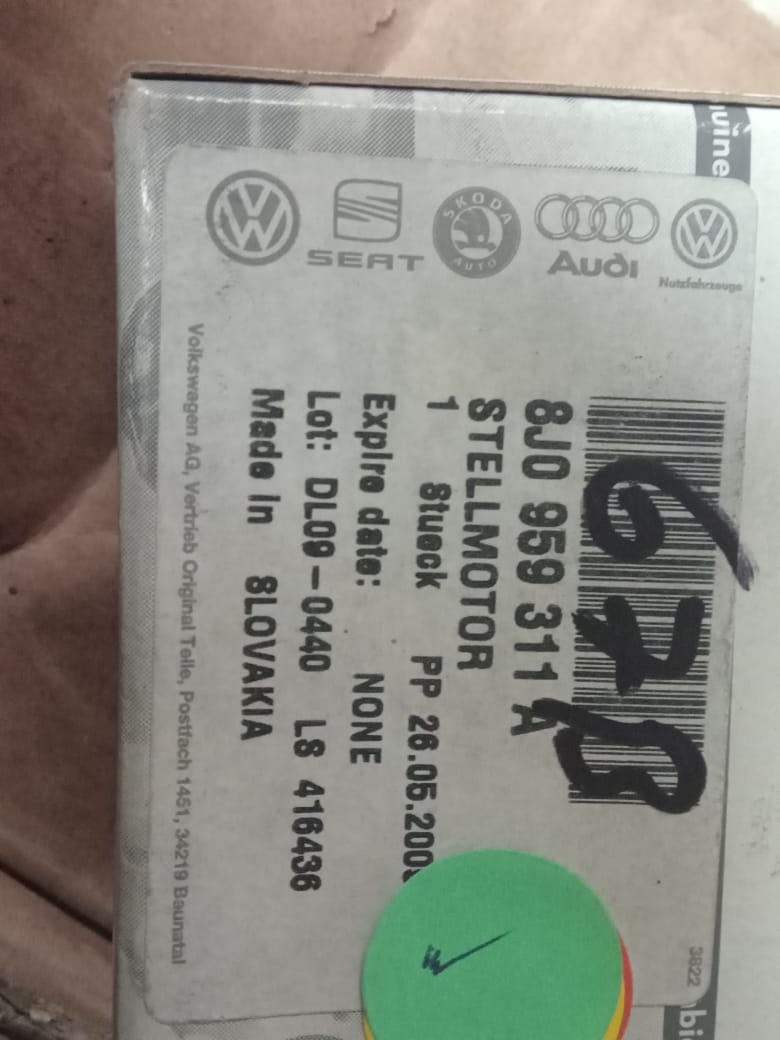 SEAT
SKODA
AUTO
Audi
Nutzfahrzeuge
678
8J0 959 311 A
STELLMOTOR
1 Stueck PP 26.05.200
Expire date: NONE
Lot: DL09-0440 LS 416436
Made in SLOVAKIA
Volkswagen AG, Vertrieb Original Teile, Postfach 1451, 34219 Baunatal
3822